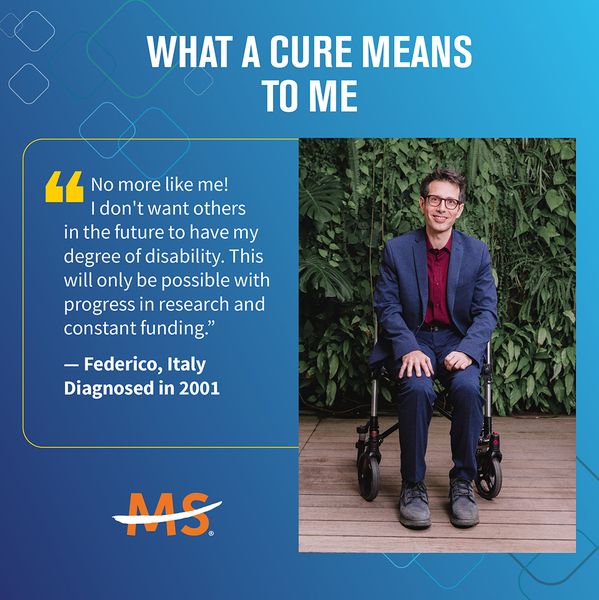 WHAT A CURE MEANS
TO ME
“ No more like me!
I don't want others
in the future to have my
degree of disability. This
will only be possible with
progress in research and
constant funding.”
— Federico, Italy
Diagnosed in 2001
MS®